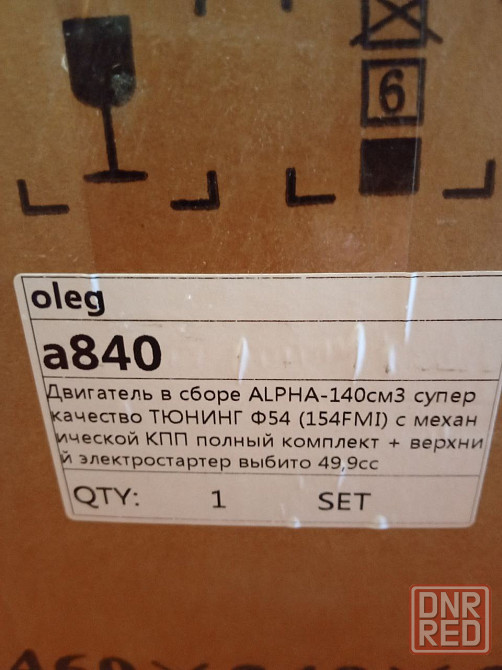 6
oleg
a840
Двигатель в сборе ALPHA-140см3 супер
качество ТЮНИНГ Ф54 (154FMI) с механ
ической КПП полный комплект + верхни
й электростартер выбито 49,9сс
QTY: 1 SET
DNR
RED